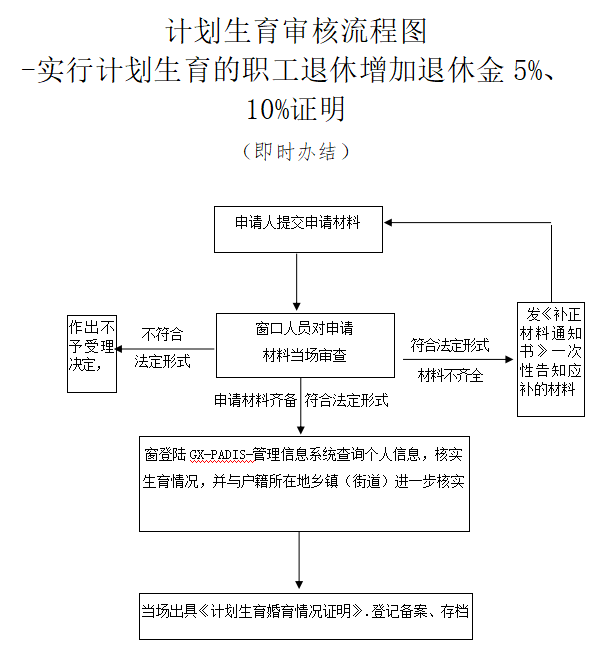 计划生育审核流程图
-实行计划生育的职工退休增加退休金5%、
10%证明
（即时办结）
申请人提交申请材料
作出不
予受理
决定，
不符合
法定形式
窗口人员对申请
材料当场审查
符合法定形式
材料不齐全
发《补正
材料通知
书》一次
性告知应
补的材料
申请材料齐备 符合法定形式
窗登陆GX-PADIS-管理信息系统查询个人信息，核实
生育情况，并与户籍所在地乡镇（街道）进一步核实
当场出具《计划生育婚育情况证明》.登记备案、存档